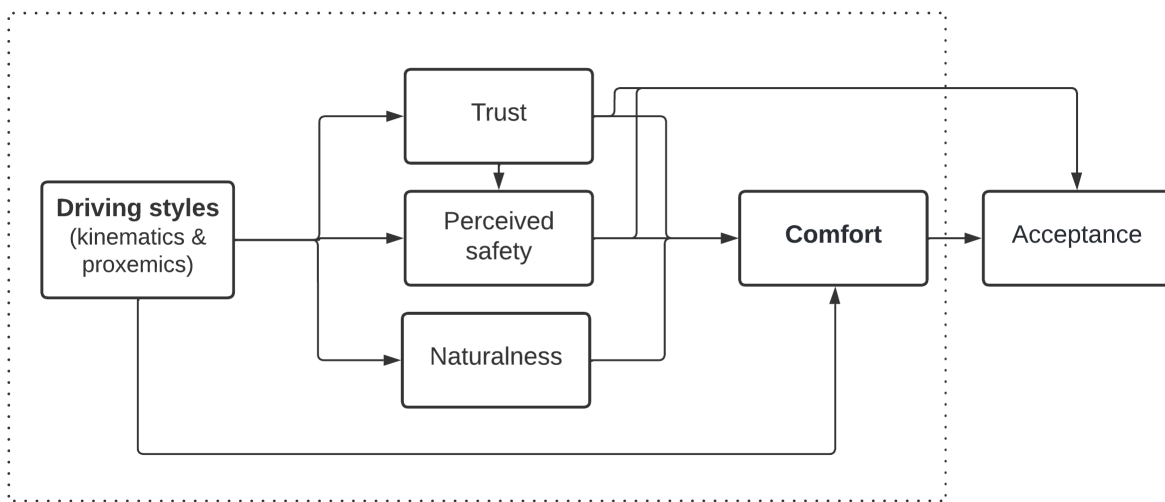 Trust
Driving styles
(kinematics &
proxemics)
Perceived
safety
Comfort
Acceptance
Naturalness